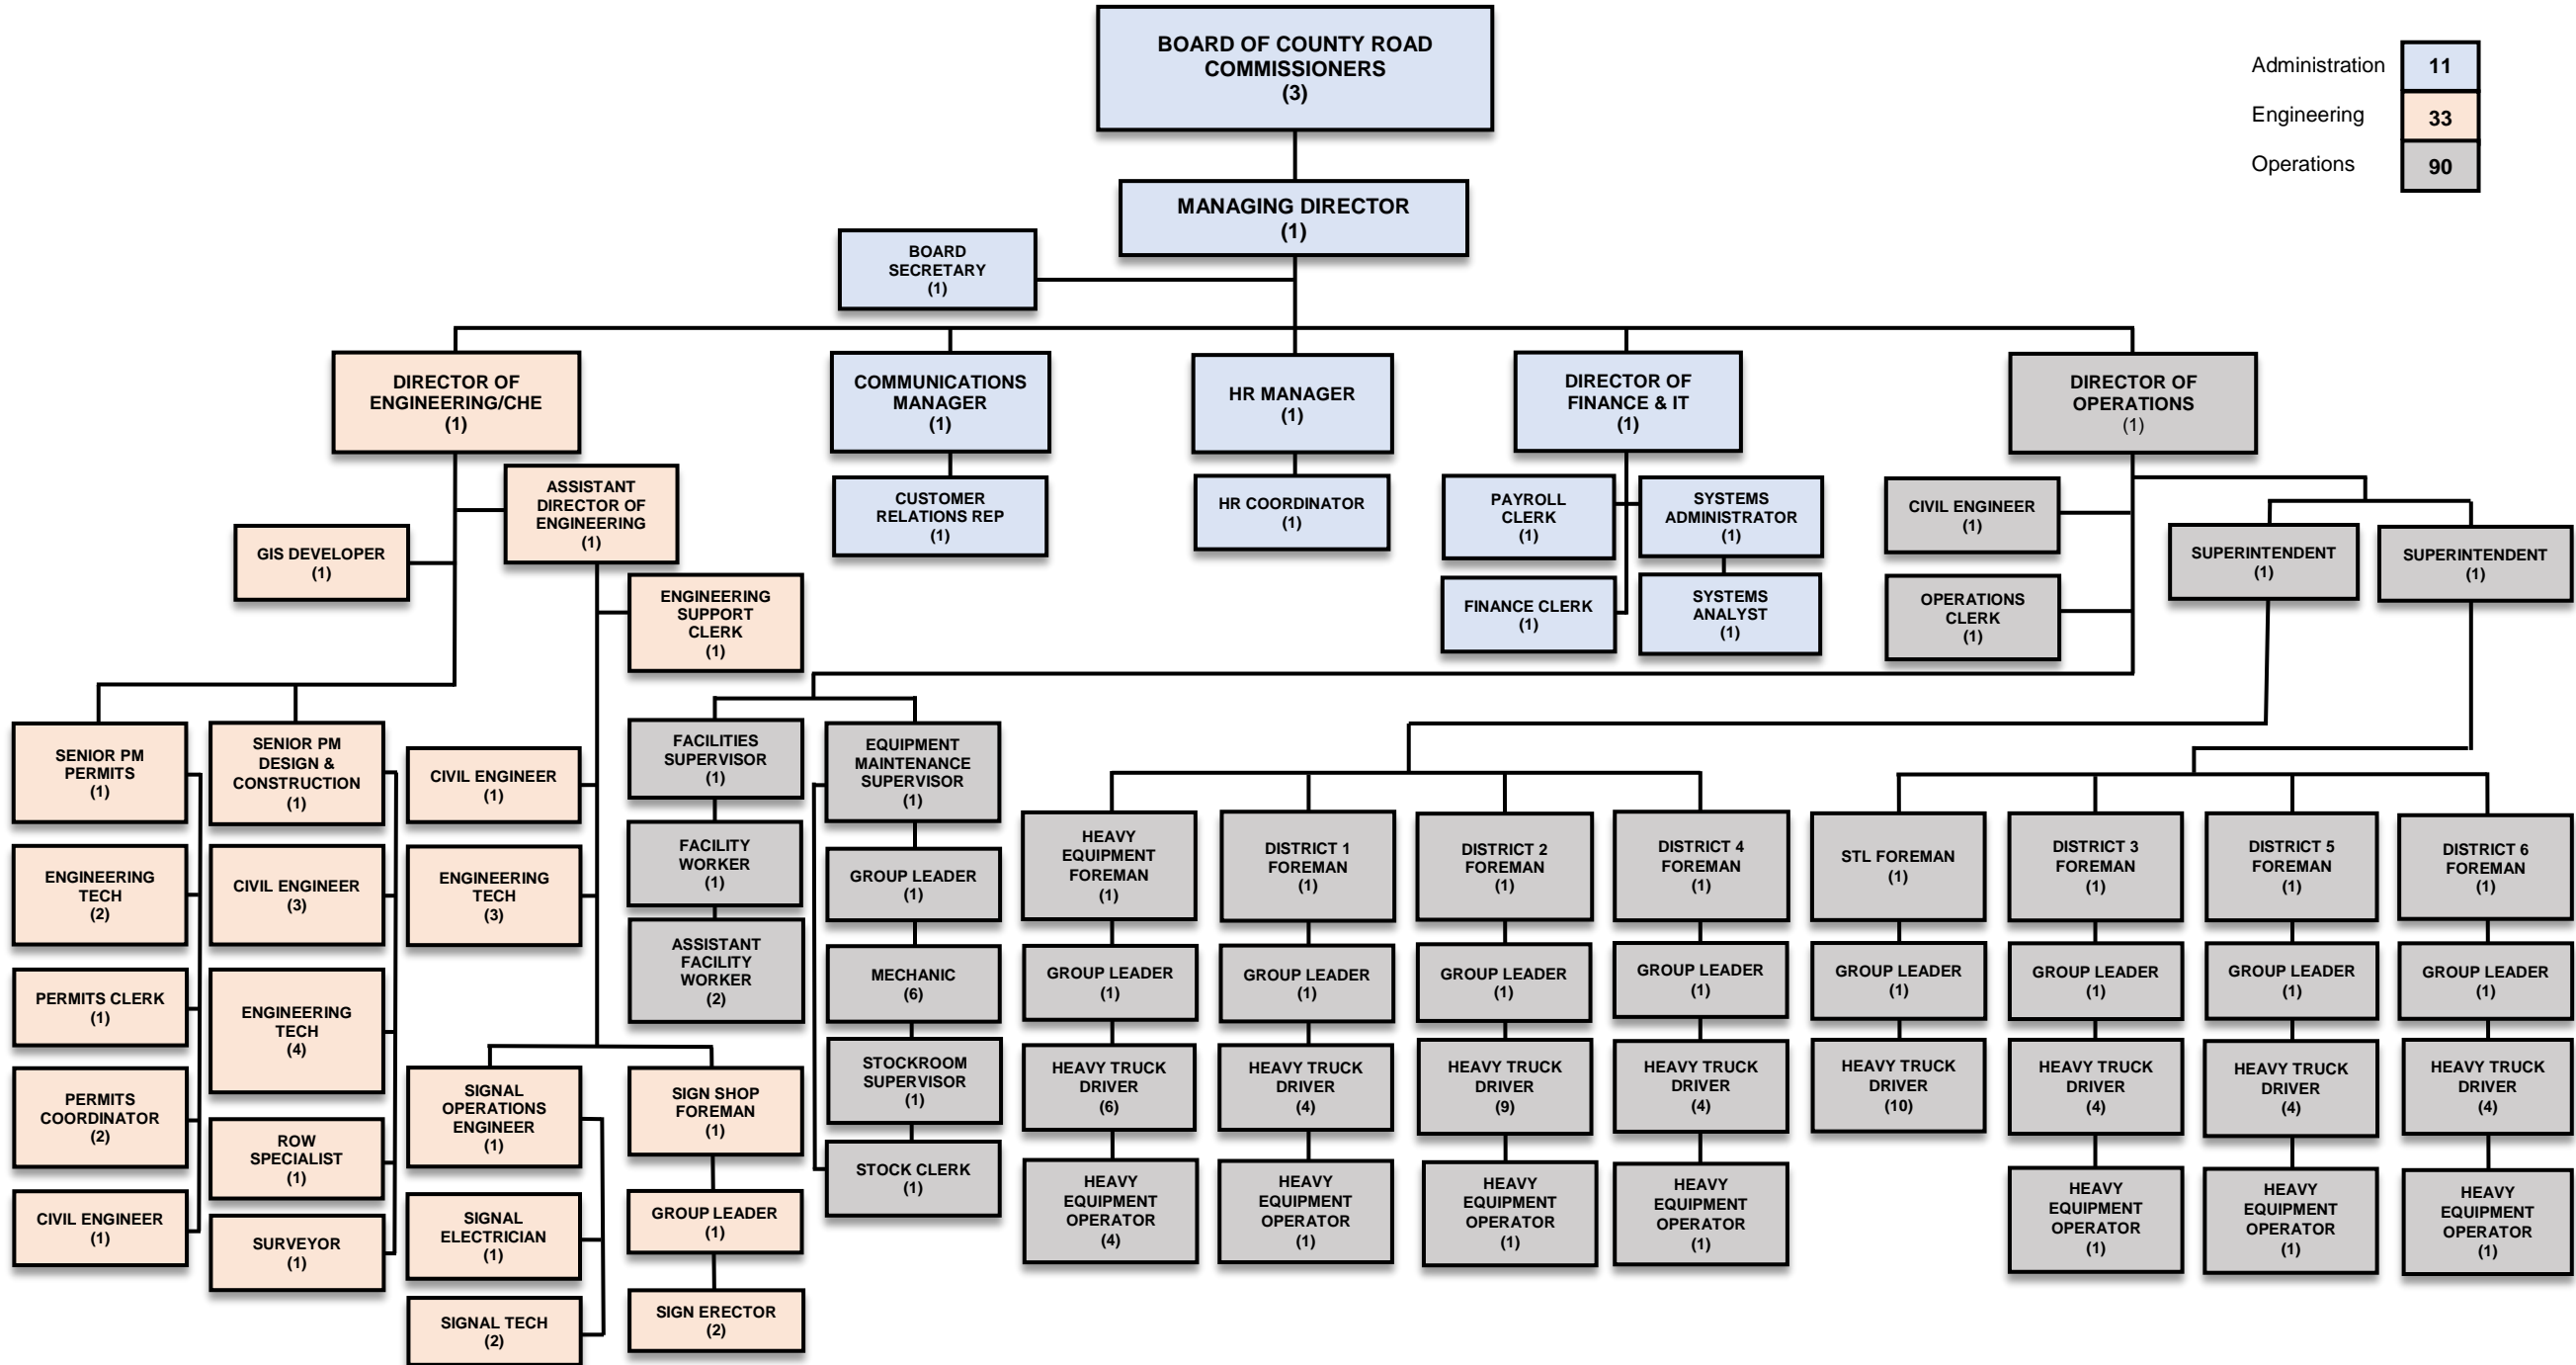 BOARD OF COUNTY ROAD
COMMISSIONERS
(3)
Administration 11
Engineering 33
Operations 90
MANAGING DIRECTOR
(1)
BOARD
SECRETARY
(1)
DIRECTOR OF
ENGINEERING/CHE
(1)
COMMUNICATIONS
MANAGER
(1)
HR MANAGER
(1)
DIRECTOR OF
FINANCE & IT
(1)
DIRECTOR OF
OPERATIONS
(1)
ASSISTANT
DIRECTOR OF
ENGINEERING
(1)
GIS DEVELOPER
(1)
ENGINEERING
SUPPORT
CLERK
(1)
CUSTOMER
RELATIONS REP
(1)
HR COORDINATOR
(1)
PAYROLL
CLERK
(1)
SYSTEMS
ADMINISTRATOR
(1)
FINANCE CLERK
(1)
SYSTEMS
ANALYST
(1)
CIVIL ENGINEER
(1)
OPERATIONS
CLERK
(1)
SUPERINTENDENT
(1)
SUPERINTENDENT
(1)
SENIOR PM
PERMITS
(1)
ENGINEERING
TECH
(2)
PERMITS CLERK
(1)
PERMITS
COORDINATOR
(2)
CIVIL ENGINEER
(1)
SENIOR PM
DESIGN &
CONSTRUCTION
(1)
CIVIL ENGINEER
(3)
ENGINEERING
TECH
(4)
ROW
SPECIALIST
(1)
SURVEYOR
(1)
CIVIL ENGINEER
(1)
ENGINEERING
TECH
(3)
SIGNAL
OPERATIONS
ENGINEER
(1)
SIGNAL
ELECTRICIAN
(1)
SIGNAL TECH
(2)
SIGN SHOP
FOREMAN
(1)
GROUP LEADER
(1)
SIGN ERECTOR
(2)
FACILITIES
SUPERVISOR
(1)
FACILITY
WORKER
(1)
ASSISTANT
FACILITY
WORKER
(2)
EQUIPMENT
MAINTENANCE
SUPERVISOR
(1)
GROUP LEADER
(1)
MECHANIC
(6)
STOCKROOM
SUPERVISOR
(1)
STOCK CLERK
(1)
HEAVY
EQUIPMENT
FOREMAN
(1)
GROUP LEADER
(1)
HEAVY TRUCK
DRIVER
(6)
HEAVY
EQUIPMENT
OPERATOR
(4)
DISTRICT 1
FOREMAN
(1)
GROUP LEADER
(1)
HEAVY TRUCK
DRIVER
(4)
HEAVY
EQUIPMENT
OPERATOR
(1)
DISTRICT 2
FOREMAN
(1)
GROUP LEADER
(1)
HEAVY TRUCK
DRIVER
(9)
HEAVY
EQUIPMENT
OPERATOR
(1)
DISTRICT 4
FOREMAN
(1)
GROUP LEADER
(1)
HEAVY TRUCK
DRIVER
(4)
HEAVY
EQUIPMENT
OPERATOR
(1)
STL FOREMAN
(1)
GROUP LEADER
(1)
HEAVY TRUCK
DRIVER
(10)
DISTRICT 3
FOREMAN
(1)
GROUP LEADER
(1)
HEAVY TRUCK
DRIVER
(4)
HEAVY
EQUIPMENT
OPERATOR
(1)
DISTRICT 5
FOREMAN
(1)
GROUP LEADER
(1)
HEAVY TRUCK
DRIVER
(4)
HEAVY
EQUIPMENT
OPERATOR
(1)
DISTRICT 6
FOREMAN
(1)
GROUP LEADER
(1)
HEAVY TRUCK
DRIVER
(4)
HEAVY
EQUIPMENT
OPERATOR
(1)